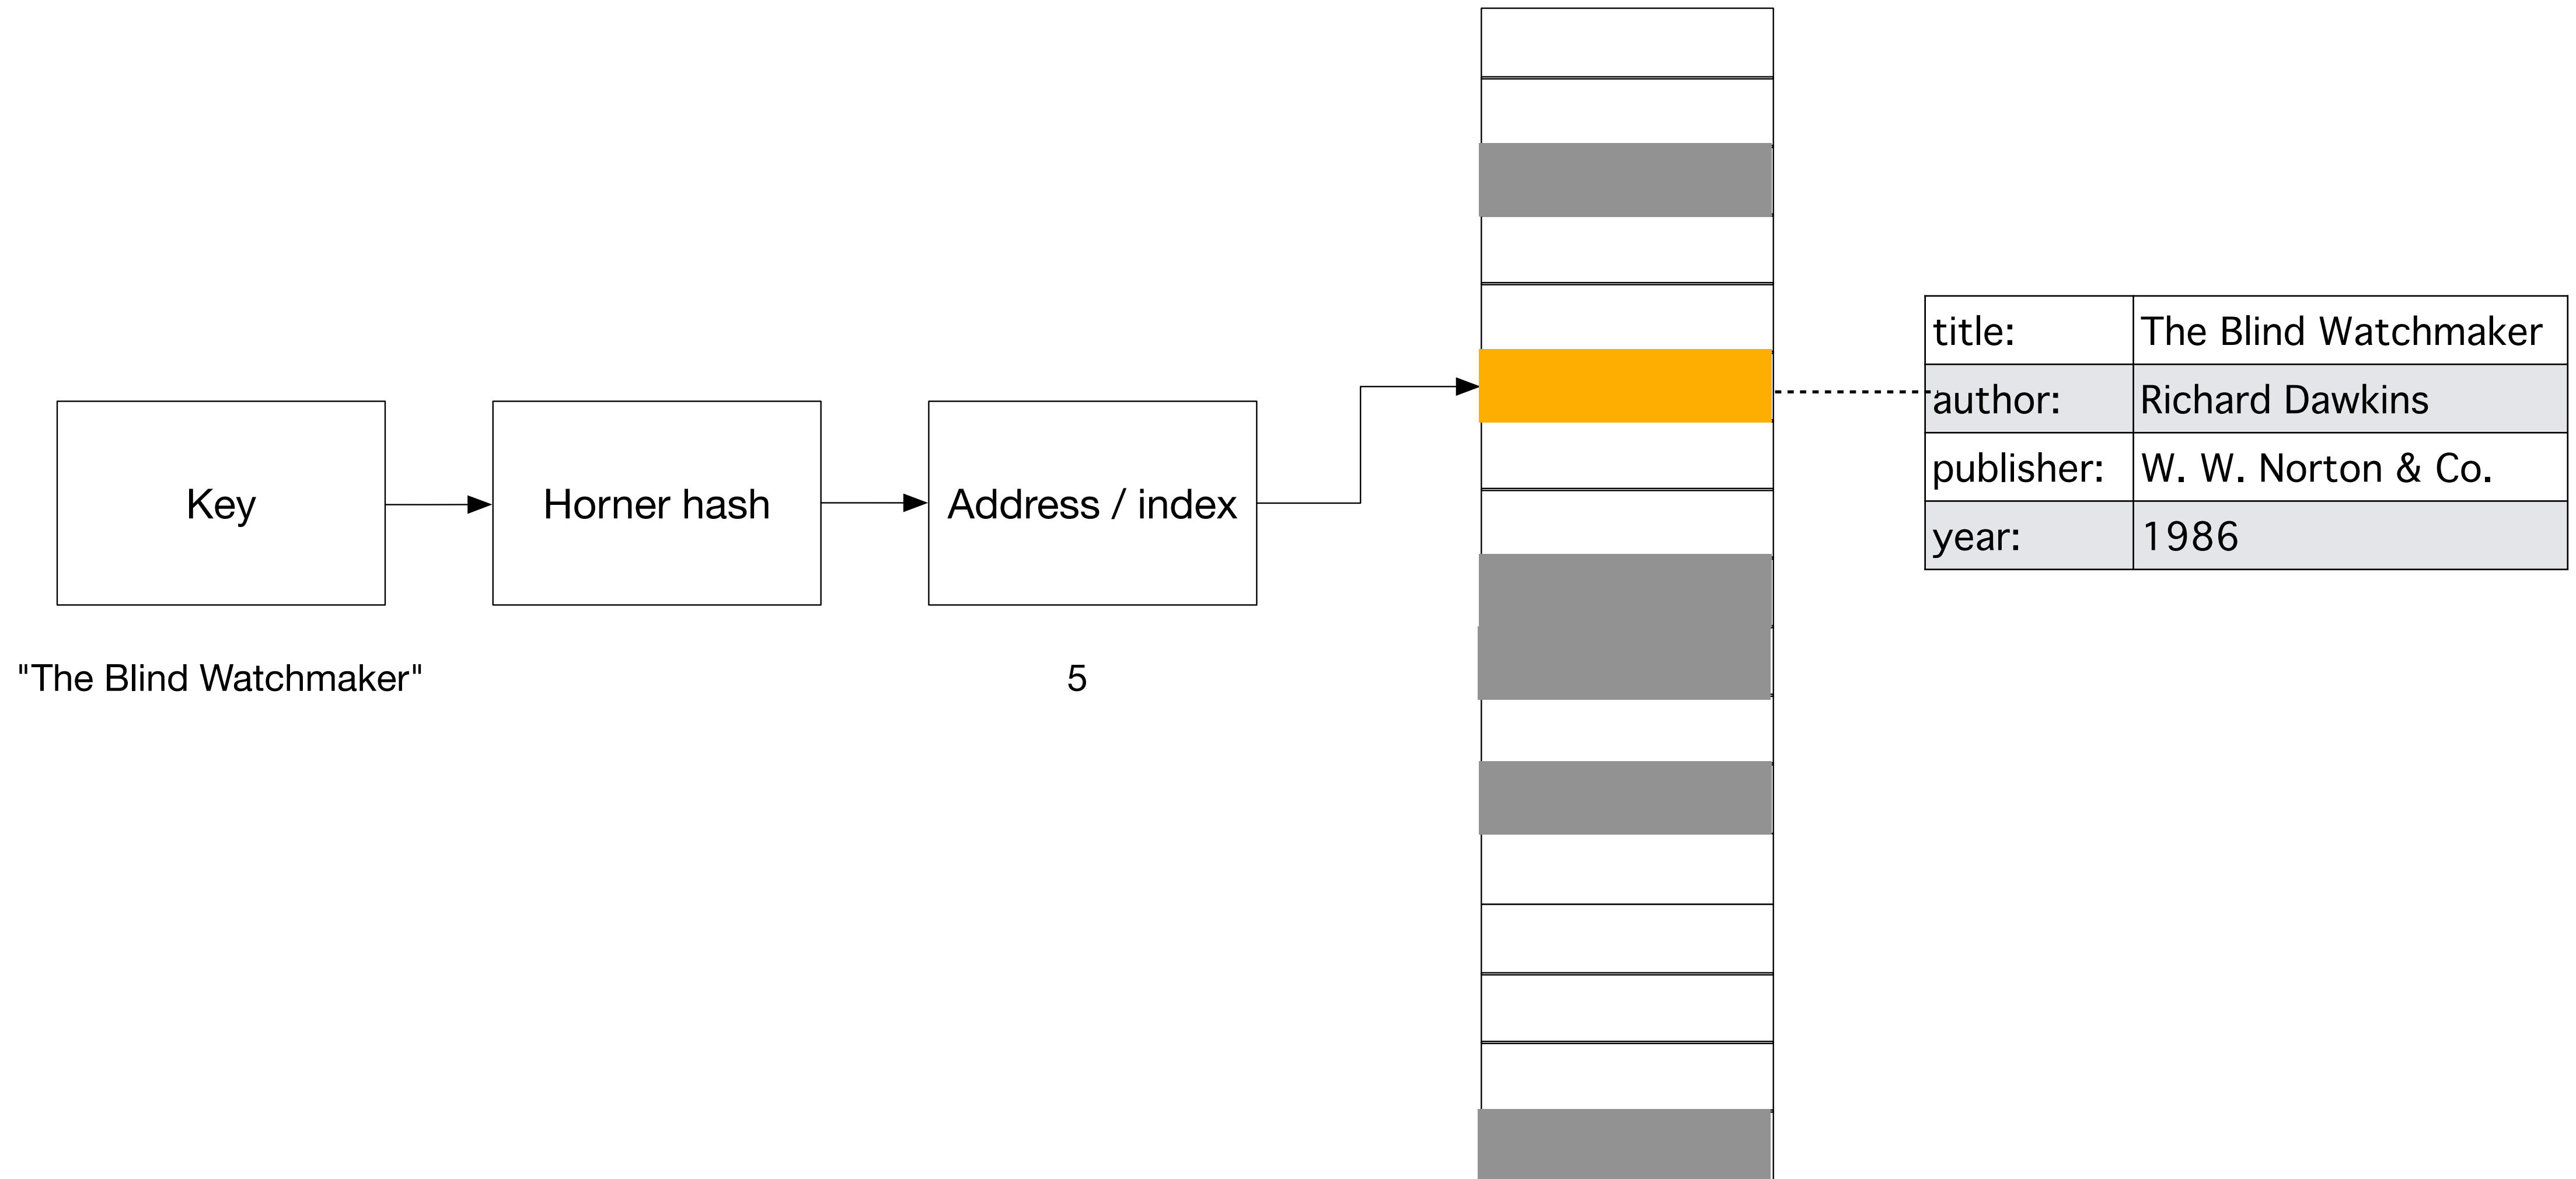 Key
Horner hash
Address / index
"The Blind Watchmaker"
5
title: The Blind Watchmaker
author: Richard Dawkins
publisher: W. W. Norton & Co.
year: 1986